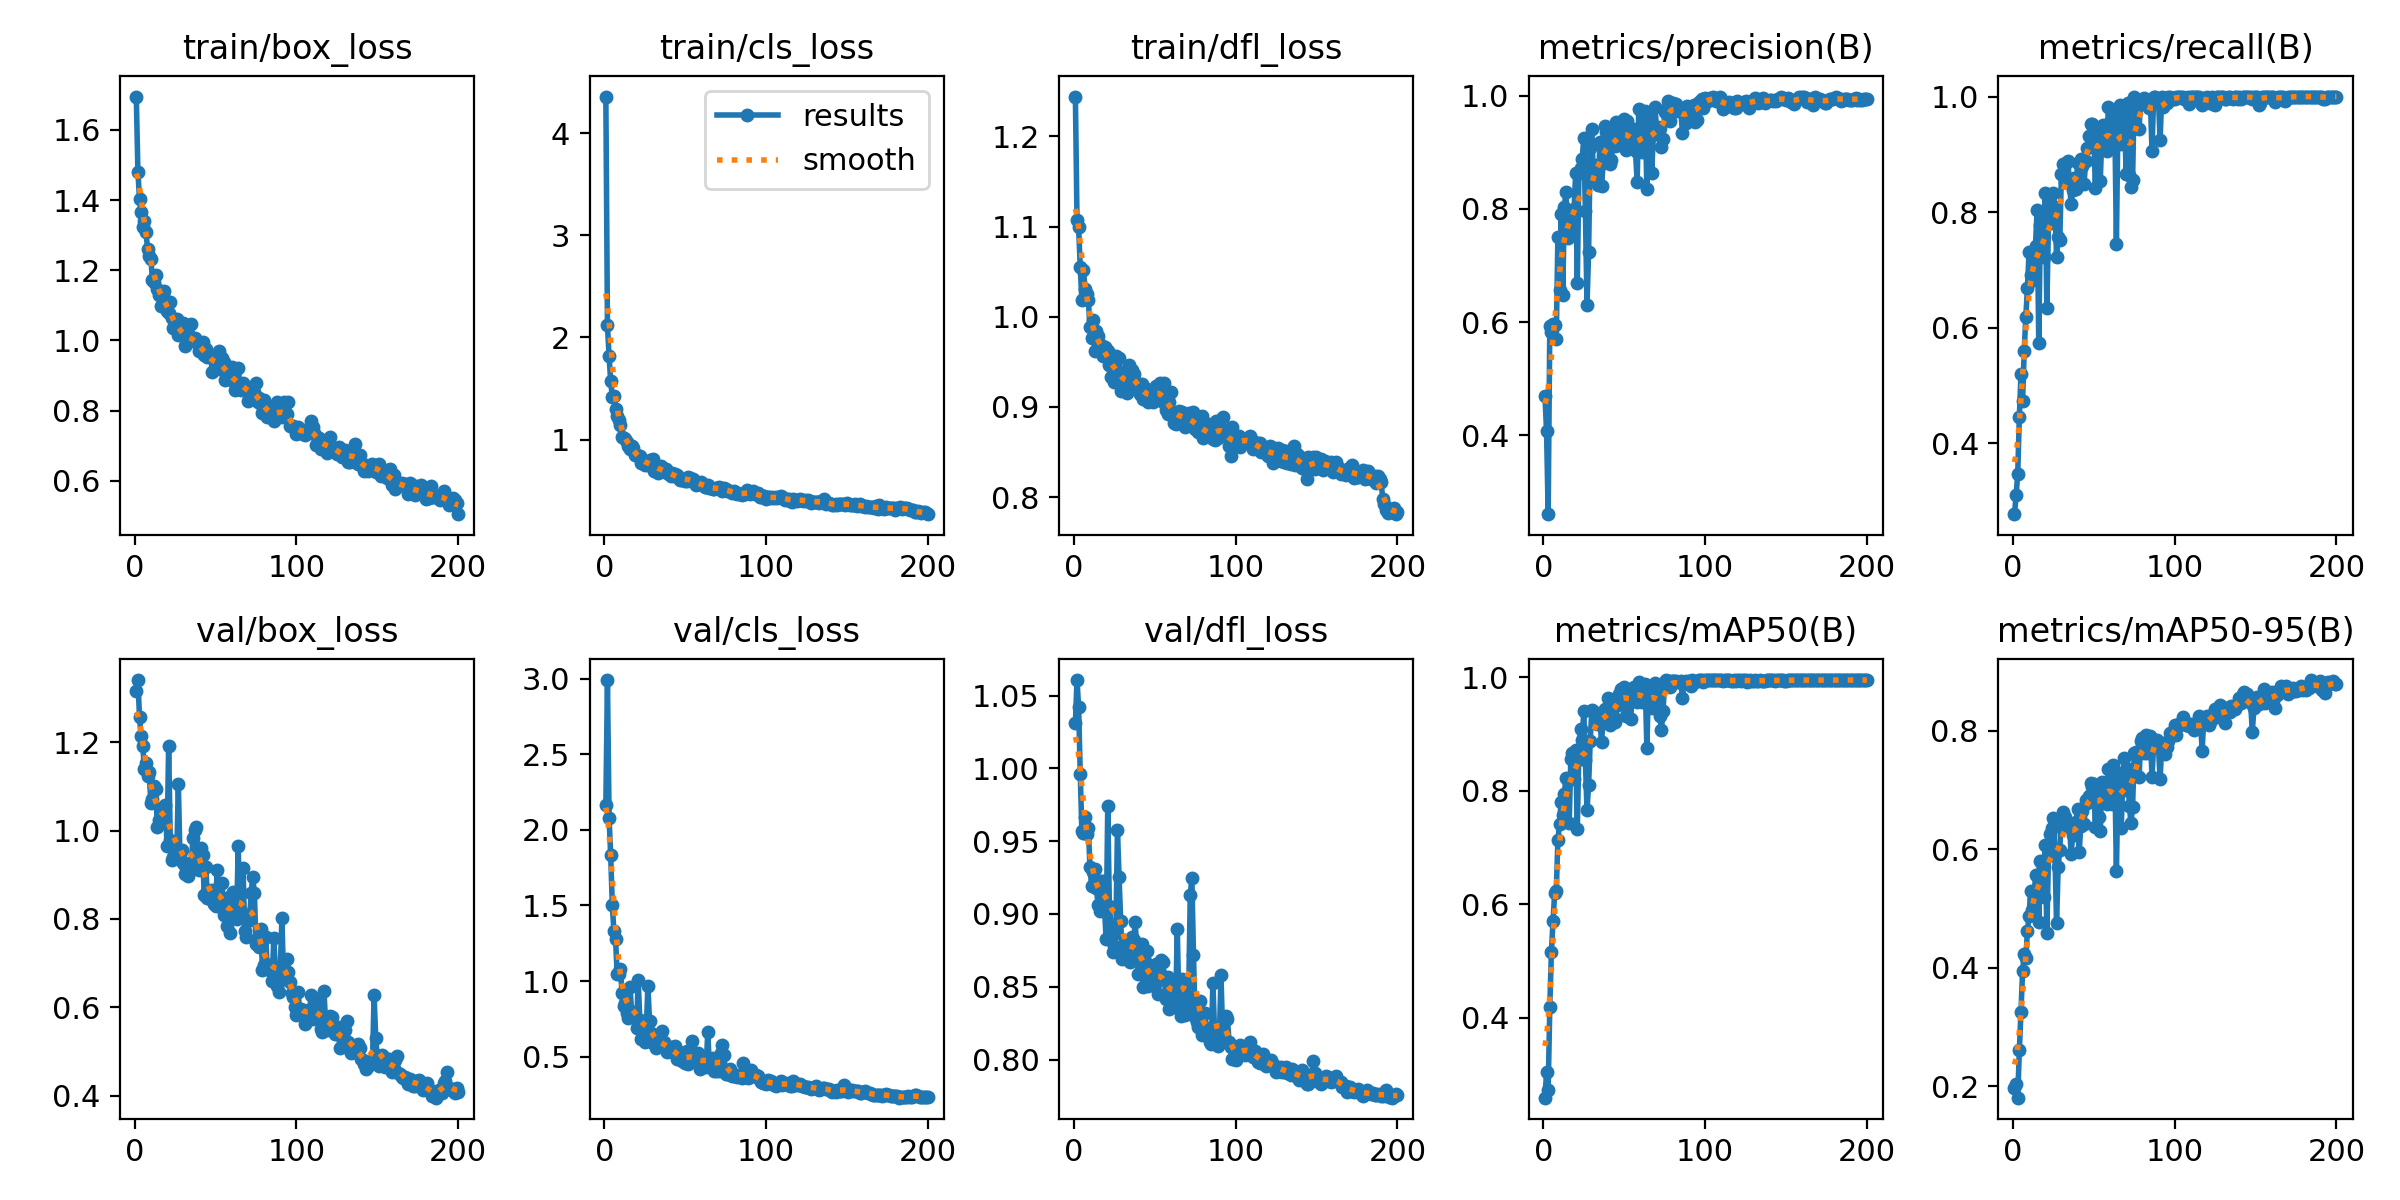 train/box_loss
1.6
1.4
1.2
1.0
0.8
0.6
0 100 200
train/cls_loss
results
smooth
4
3
2
1
0 100 200
train/dfl_loss
1.2
1.1
1.0
0.9
0.8
0 100 200
metrics/precision(B)
1.0
0.8
0.6
0.4
0 100 200
metrics/recall(B)
1.0
0.8
0.6
0.4
0 100 200
val/box_loss
1.2
1.0
0.8
0.6
0.4
0 100 200
val/cls_loss
3.0
2.5
2.0
1.5
1.0
0.5
0 100 200
val/dfl_loss
1.05
1.00
0.95
0.90
0.85
0.80
0 100 200
metrics/mAP50(B)
1.0
0.8
0.6
0.4
0 100 200
metrics/mAP50-95(B)
0.8
0.6
0.4
0.2
0 100 200